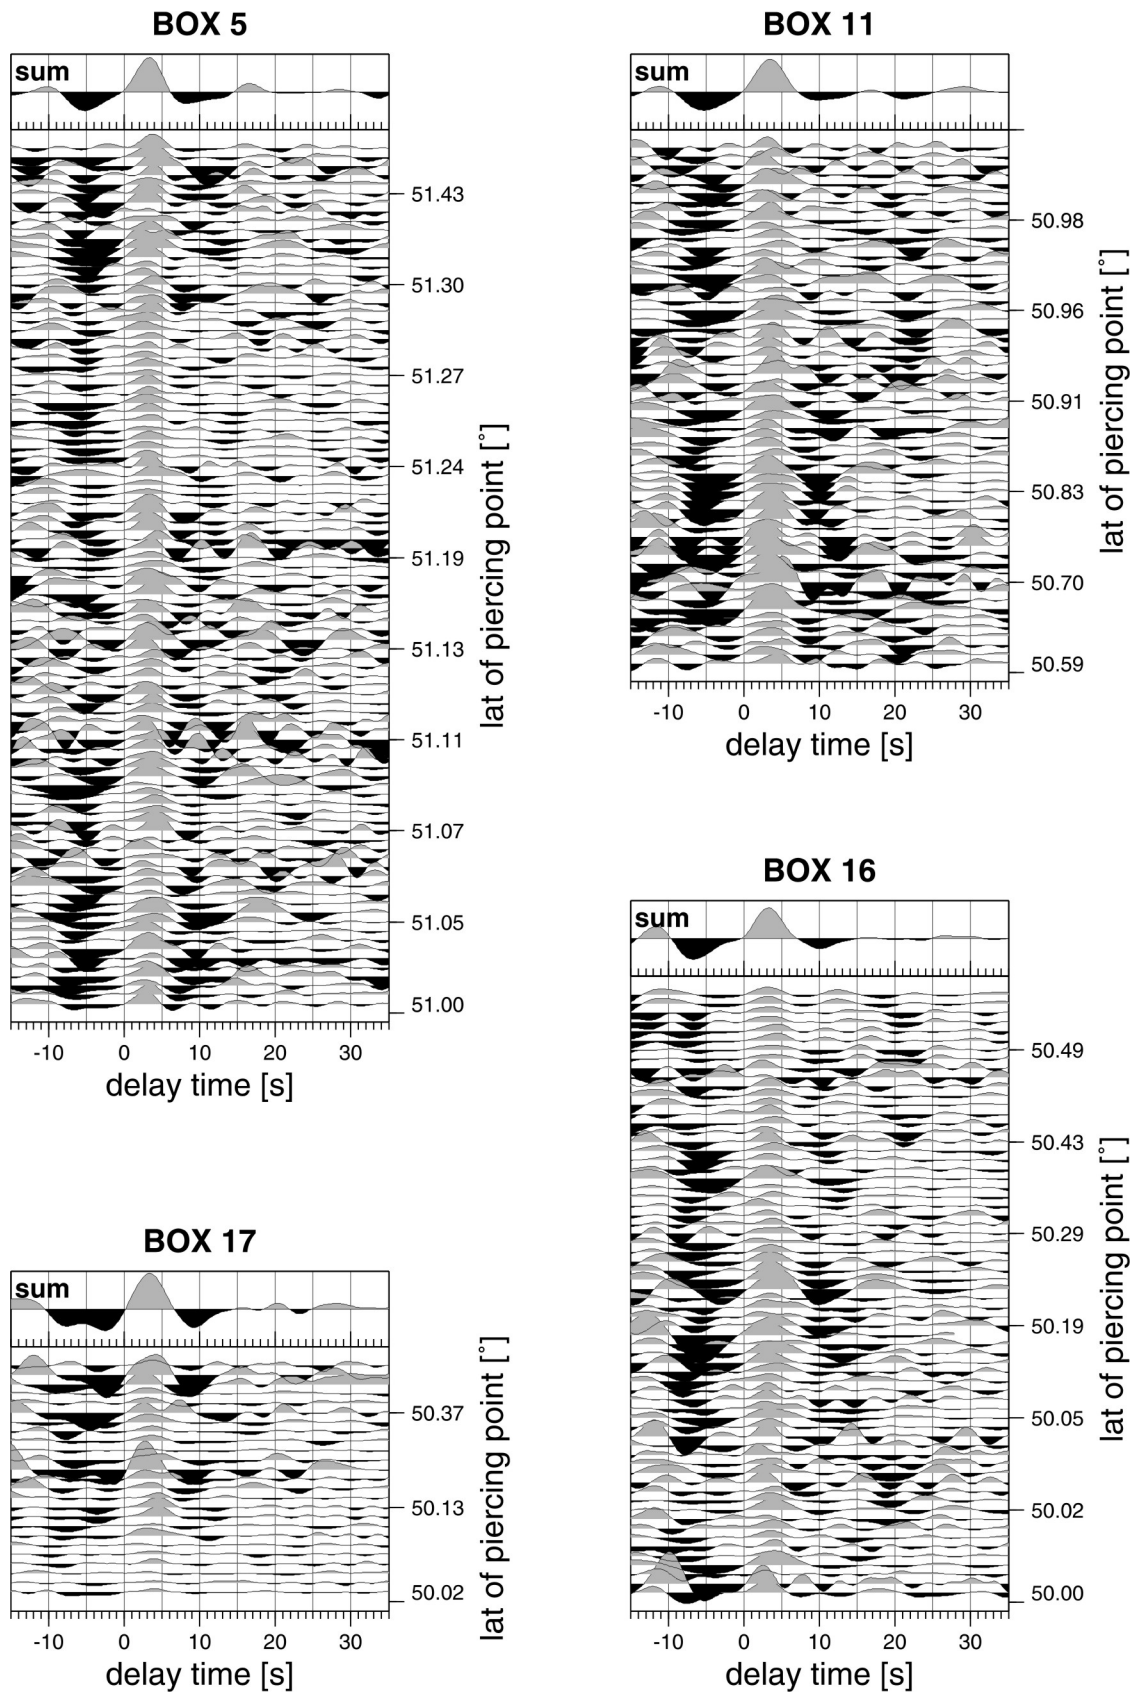 BOX 5
sum
51.43
51.30
51.27
51.24
51.19
51.13
51.11
51.07
51.05
51.00
lat of piercing point [°]
-10 0 10 20 30
delay time [s]
BOX 11
sum
50.98
50.96
50.91
50.83
50.70
50.59
lat of piercing point [°]
-10 0 10 20 30
delay time [s]
BOX 17
sum
50.37
50.13
50.02
lat of piercing point [°]
-10 0 10 20 30
delay time [s]
BOX 16
sum
50.49
50.43
50.29
50.19
50.05
50.02
50.00
lat of piercing point [°]
-10 0 10 20 30
delay time [s]